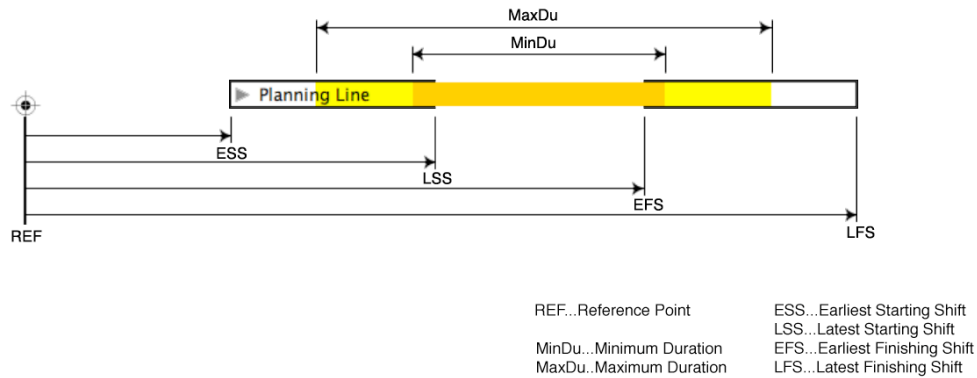 MaxDu
MinDu
Planning Line
ESS
LSS
EFS
REF
LFS
REF...Reference Point
ESS...Earliest Starting Shift
LSS...Latest Starting Shift
MinDu...Minimum Duration
EFS...Earliest Finishing Shift
MaxDu..Maximum Duration
LFS...Latest Finishing Shift